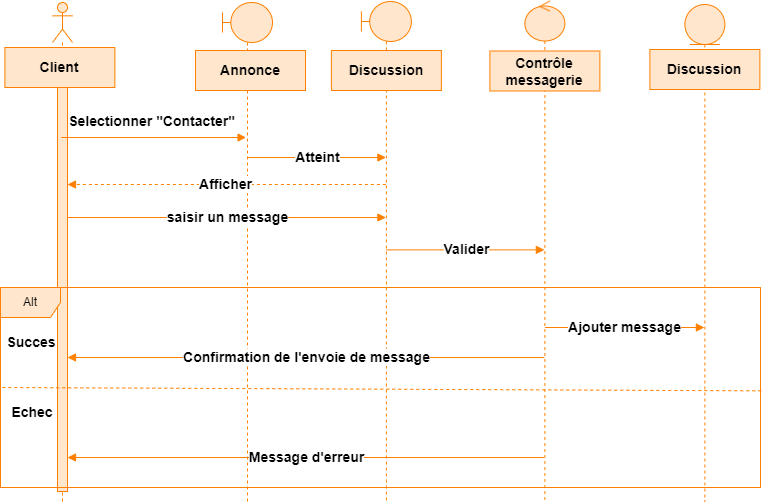 Client
Annonce
Discussion
Contrôle
messagerie
Discussion
Selectionner "Contacter"
Atteint
Afficher
saisir un message
Valider
Alt
Ajouter message
Succes
Confirmation de l'envoie de message
Echec
Message d'erreur